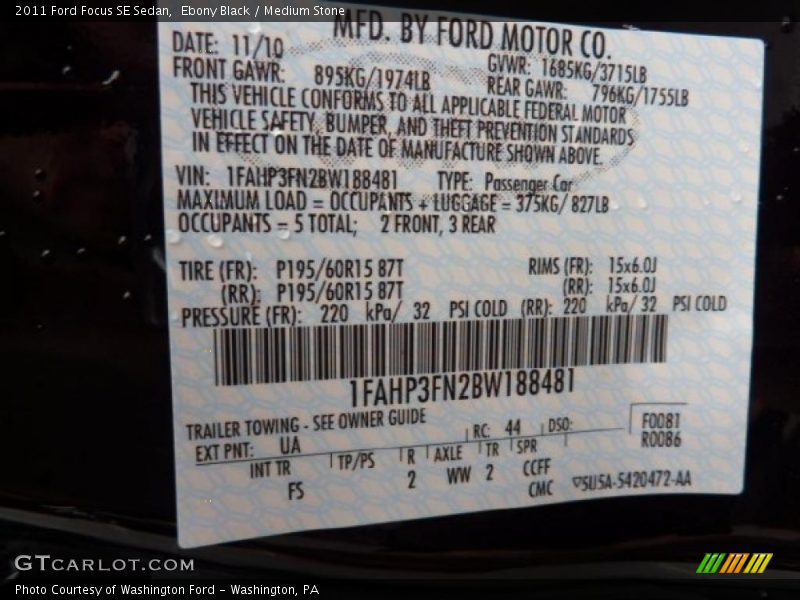 2011 Ford Focus SE Sedan,  Ebony Black / Medium Stone
MFD. BY FORD MOTOR CO.
DATE: 11/10 GVWR: 1685KG/3715LB
FRONT GAWR: 895KG/1974LB REAR GAWR: 796KG/1755LB
THIS VEHICLE CONFORMS TO ALL APPLICABLE FEDERAL MOTOR
VEHICLE SAFETY, BUMPER, AND THEFT PREVENTION STANDARDS
IN EFFECT ON THE DATE OF MANUFACTURE SHOWN ABOVE.
VIN: 1FAHP3FN2BW188481 TYPE: Passenger Car
MAXIMUM LOAD = OCCUPANTS + LUGGAGE = 375KG/ 827LB
OCCUPANTS = 5 TOTAL; 2 FRONT, 3 REAR
TIRE (FR): P195/60R15 87T RIMS (FR): 15x6.0J
(RR): P195/60R15 87T (RR): 15x6.0J
PRESSURE (FR): 220 kPa/ 32 PSI COLD (RR): 220 kPa/ 32 PSI COLD
1FAHP3FN2BW188481
TRAILER TOWING - SEE OWNER GUIDE
EXT PNT: UA RC: 44 DSO: F0081
R0086
INT TR TP/PS R AXLE TR SPR
FS 2 WW 2 CCFF
CMC ▽5U5A-5420472-AA
GTCARLOT.COM
Photo Courtesy of Washington Ford – Washington, PA